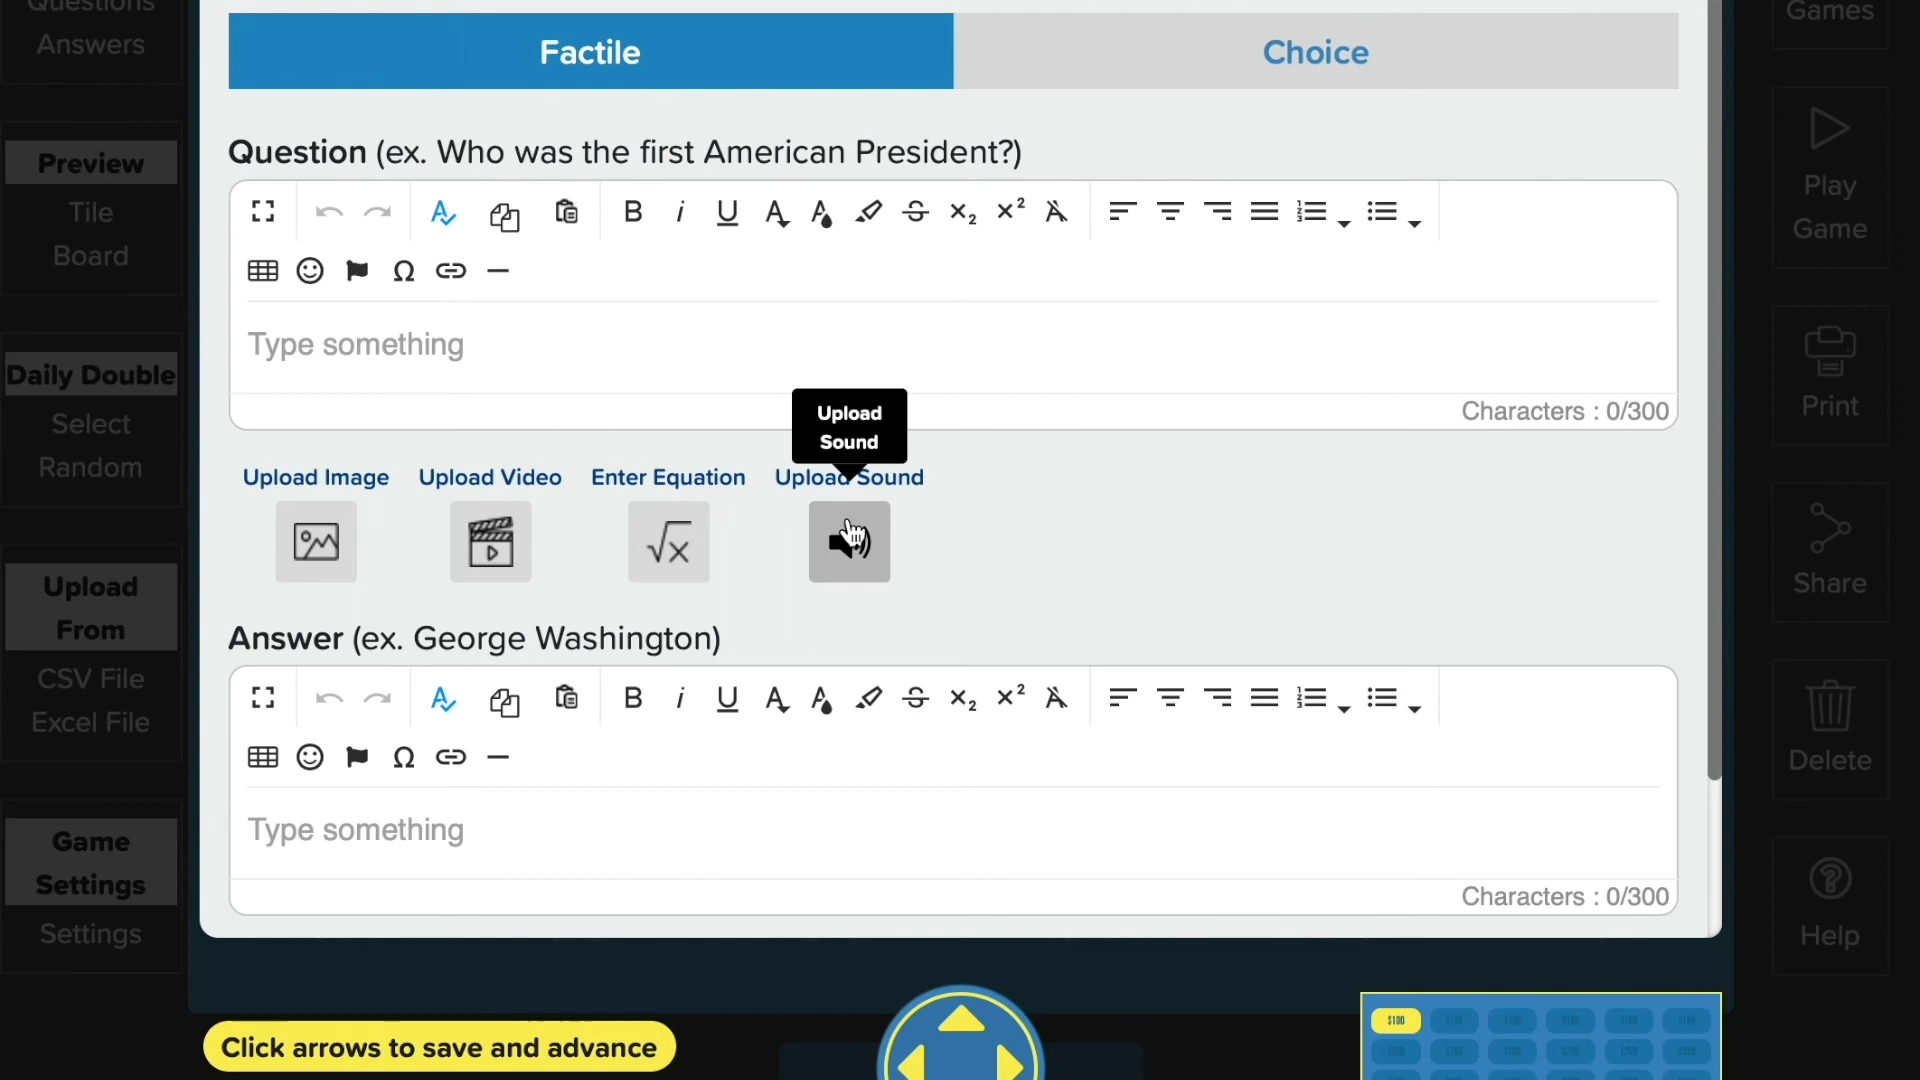 Questions
Answers
Preview
Tile
Board
Daily Double
Select
Random
Upload
From
CSV File
Excel File
Game
Settings
Settings
Factile
Choice
Question (ex. Who was the first American President?)
Type something
Characters : 0/300
Upload
Sound
Upload Image
Upload Video
Enter Equation
Upload Sound
Answer (ex. George Washington)
Type something
Characters : 0/300
Click arrows to save and advance
$100
Games
Play
Game
Print
Share
Delete
Help